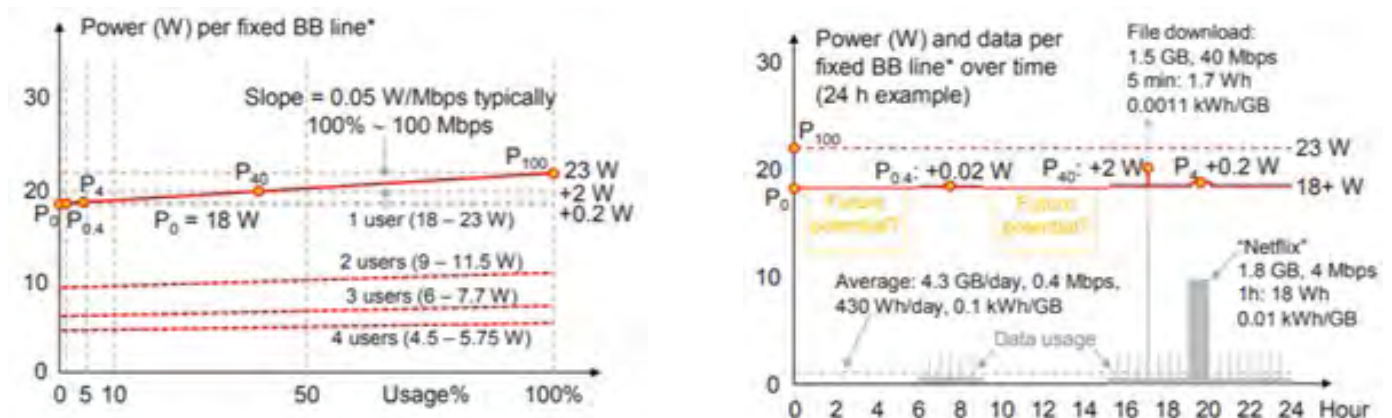 Power (W) per fixed BB line*
30
20
10
0
Slope = 0.05 W/Mbps typically
100% ~ 100 Mbps
P100
23 W
P40
+2 W
P4
+0.2 W
P0
P0.4
P0 = 18 W
1 user (18 – 23 W)
2 users (9 – 11.5 W)
3 users (6 – 7.7 W)
4 users (4.5 – 5.75 W)
0 5 10 50 Usage% 100%
Power (W) and data per
fixed BB line* over time
(24 h example)
File download:
1.5 GB, 40 Mbps
5 min: 1.7 Wh
0.0011 kWh/GB
30
20
10
0
P100
23 W
P0
P0.4: +0.02 W
P40: +2 W
P4 +0.2 W
18+ W
Future
potential?
Future
potential?
"Netflix"
1.8 GB, 4 Mbps
1h: 18 Wh
0.01 kWh/GB
Average: 4.3 GB/day, 0.4 Mbps,
430 Wh/day, 0.1 kWh/GB
Data usage
0 2 4 6 8 10 12 14 16 18 20 22 24 Hour